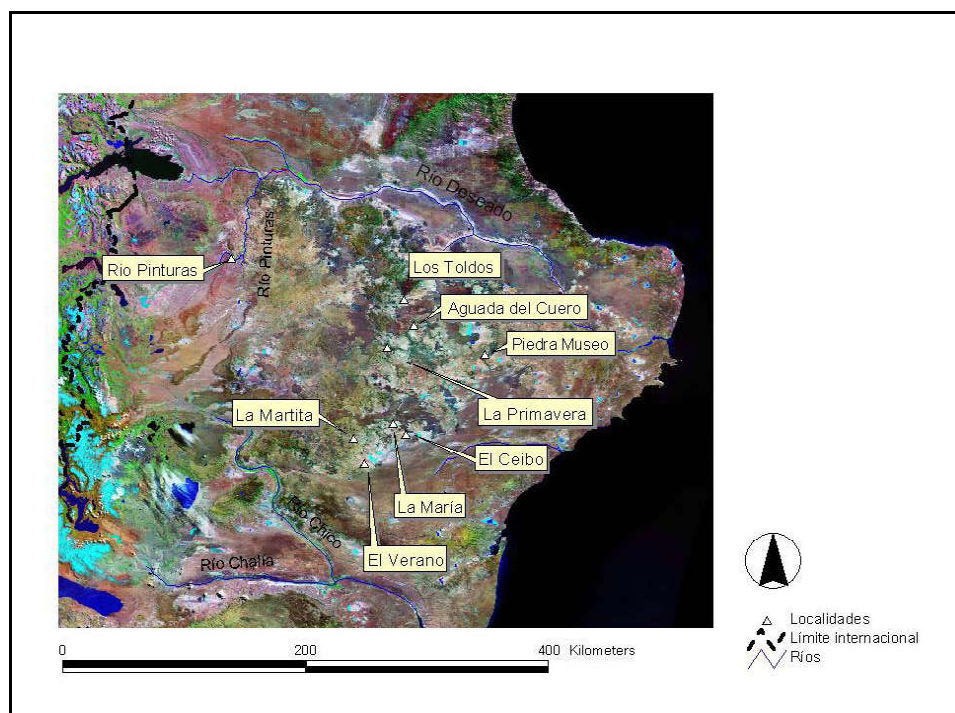 Río Deseado
Río Pinturas
Rio Pinturas
Los Toldos
Aguada del Cuero
Piedra Museo
La Primavera
La Martita
El Ceibo
La María
Río Chico
El Verano
Río Chalía
0 200 400 Kilometers
Localidades
Límite internacional
Ríos